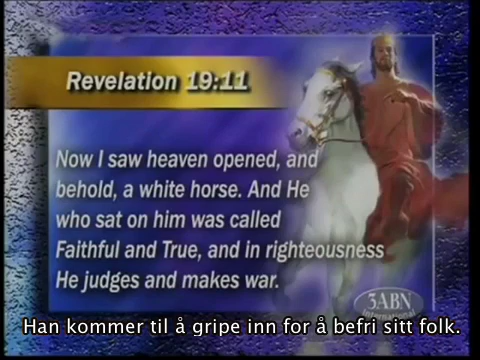 Revelation 19:11
Now I saw heaven opened, and
behold, a white horse. And He
who sat on him was called
Faithful and True, and in righteousness
He judges and makes war.
3ABN
INTERNATIONAL
Han kommer til å gripe inn for å befri sitt folk.